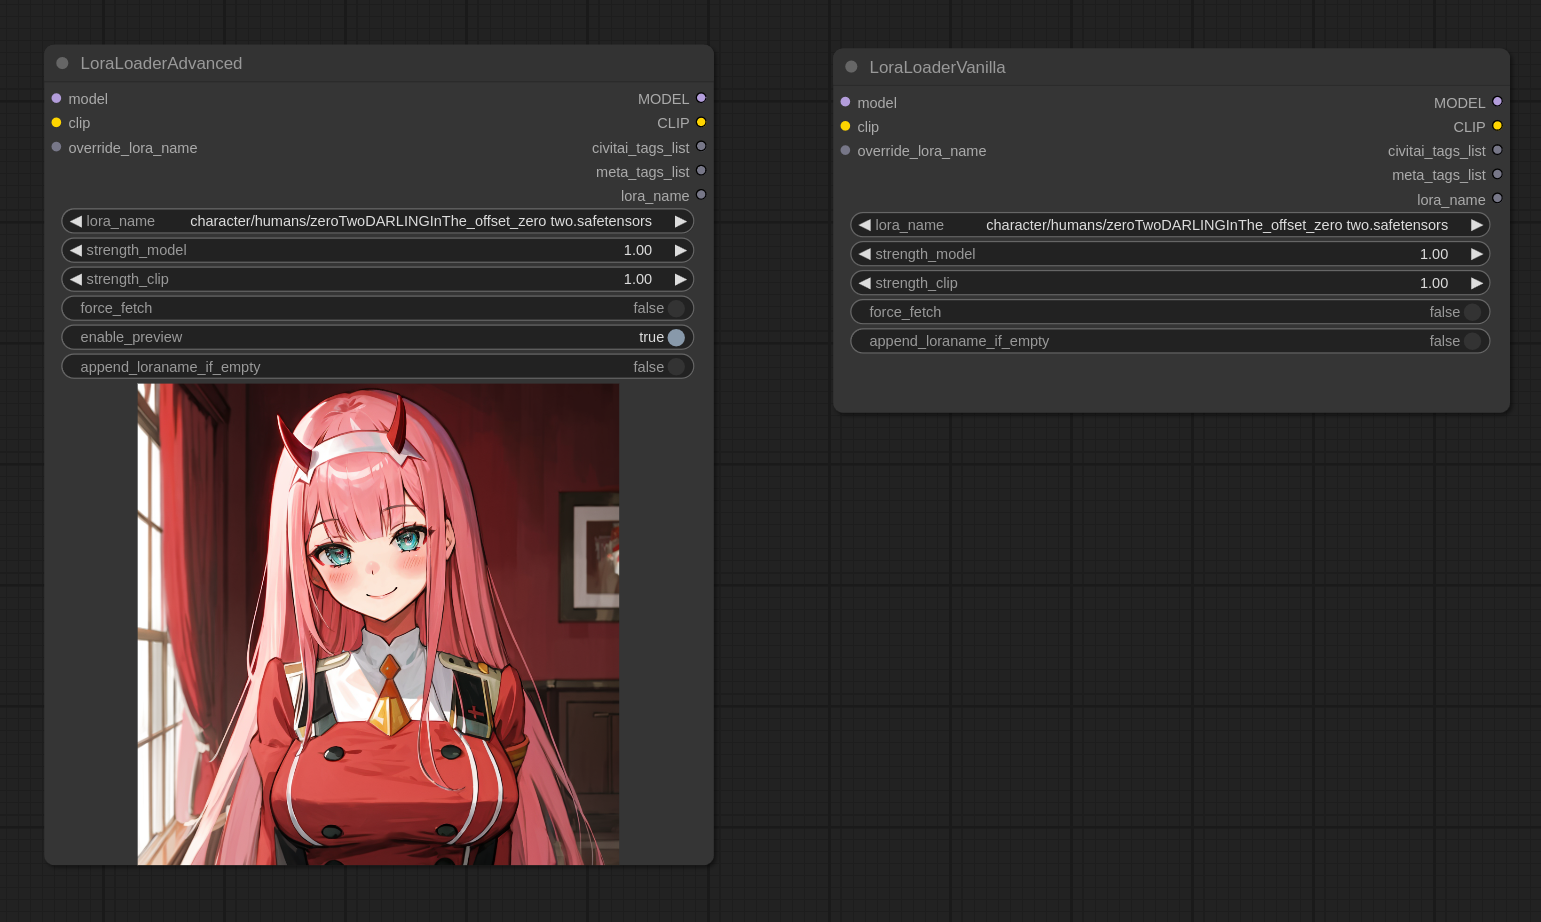 LoraLoaderAdvanced
model MODEL
clip CLIP
override_lora_name civitai_tags_list
meta_tags_list
lora_name
lora_name character/humans/zeroTwoDARLINGInThe_offset_zero two.safetensors
strength_model 1.00
strength_clip 1.00
force_fetch false
enable_preview true
append_loraname_if_empty false
LoraLoaderVanilla
model MODEL
clip CLIP
override_lora_name civitai_tags_list
meta_tags_list
lora_name
lora_name character/humans/zeroTwoDARLINGInThe_offset_zero two.safetensors
strength_model 1.00
strength_clip 1.00
force_fetch false
append_loraname_if_empty false